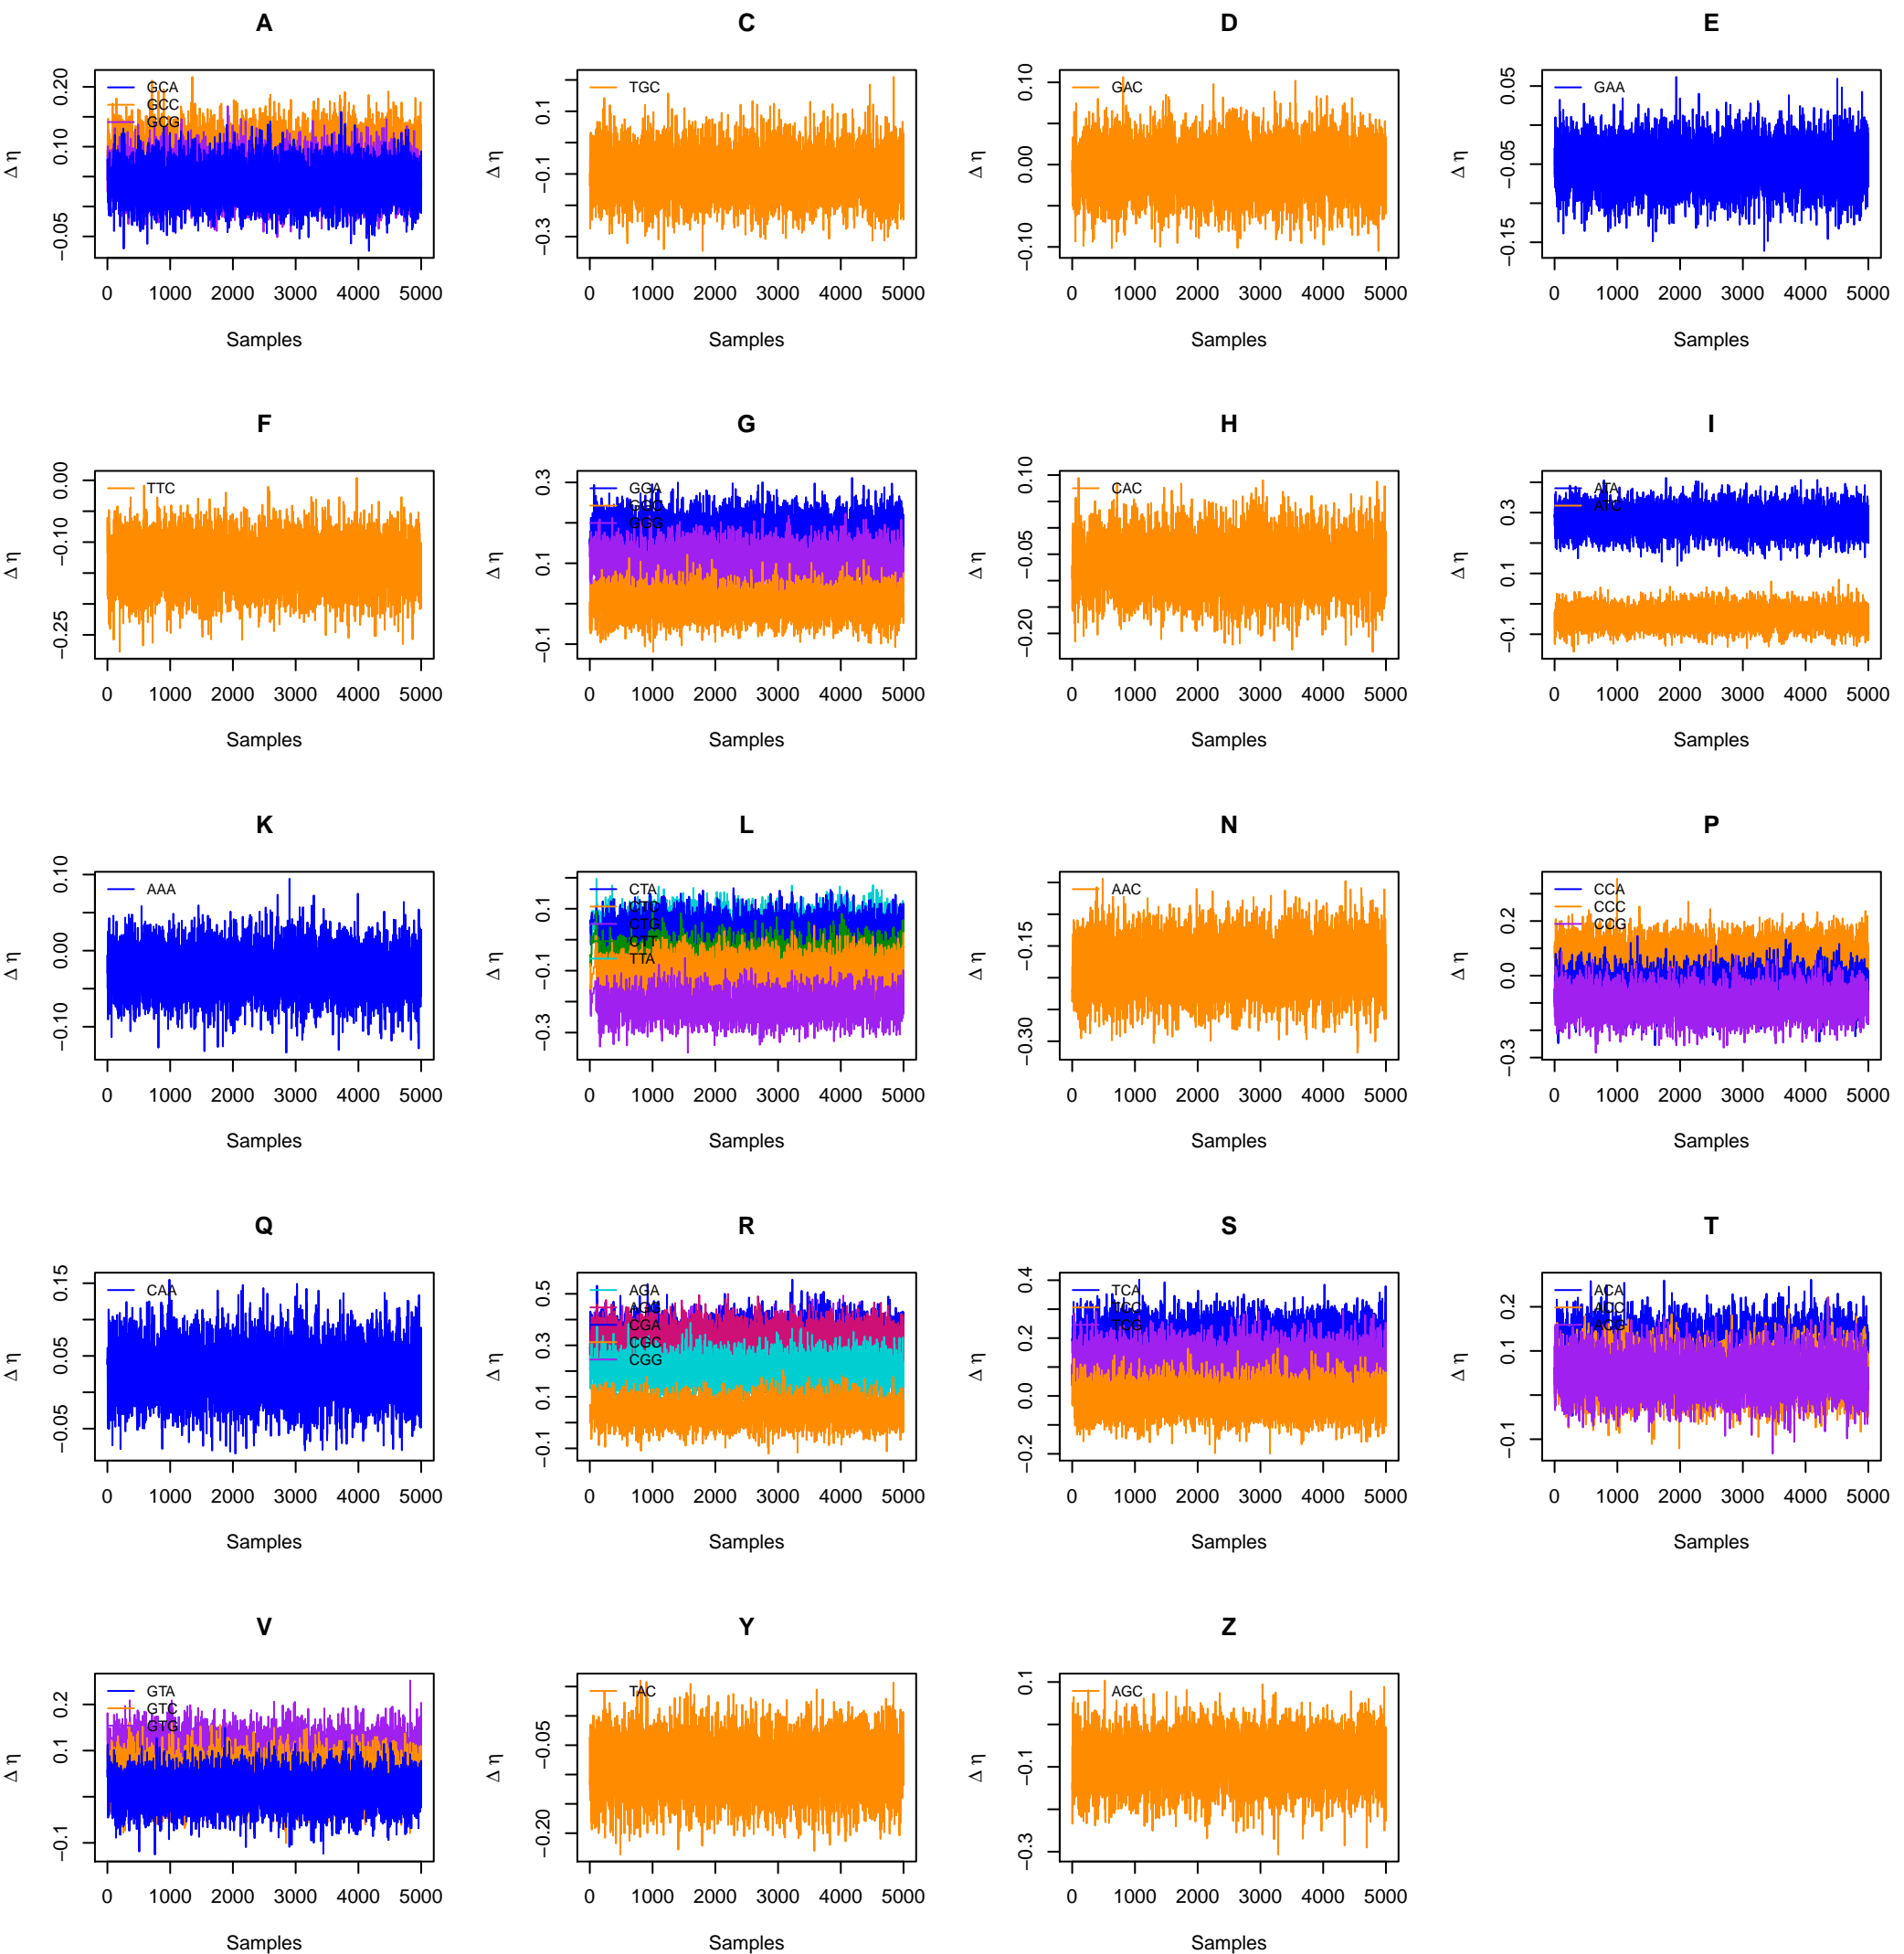 A
GCA
GCC
GCG
Δ η
−0.05 0.10 0.20
0 1000 2000 3000 4000 5000
Samples
C
TGC
Δ η
−0.3 −0.1 0.1
0 1000 2000 3000 4000 5000
Samples
D
GAC
Δ η
−0.10 0.00 0.10
0 1000 2000 3000 4000 5000
Samples
E
GAA
Δ η
−0.15 −0.05 0.05
0 1000 2000 3000 4000 5000
Samples
F
TTC
Δ η
−0.25 −0.10 0.00
0 1000 2000 3000 4000 5000
Samples
G
GGA
GGC
GGG
Δ η
−0.1 0.1 0.3
0 1000 2000 3000 4000 5000
Samples
H
CAC
Δ η
−0.20 −0.05 0.10
0 1000 2000 3000 4000 5000
Samples
I
ATA
ATC
Δ η
−0.1 0.1 0.3
0 1000 2000 3000 4000 5000
Samples
K
AAA
Δ η
−0.10 0.00 0.10
0 1000 2000 3000 4000 5000
Samples
L
CTA
CTC
CTG
CTT
TTA
Δ η
−0.3 −0.1 0.1
0 1000 2000 3000 4000 5000
Samples
N
AAC
Δ η
−0.30 −0.15
0 1000 2000 3000 4000 5000
Samples
P
CCA
CCC
CCG
Δ η
−0.3 0.0 0.2
0 1000 2000 3000 4000 5000
Samples
Q
CAA
Δ η
−0.05 0.05 0.15
0 1000 2000 3000 4000 5000
Samples
R
AGA
AGG
CGA
CGC
CGG
Δ η
−0.1 0.1 0.3 0.5
0 1000 2000 3000 4000 5000
Samples
S
TCA
TCC
TCG
Δ η
−0.2 0.0 0.2 0.4
0 1000 2000 3000 4000 5000
Samples
T
ACA
ACC
ACG
Δ η
−0.1 0.1 0.2
0 1000 2000 3000 4000 5000
Samples
V
GTA
GTC
GTG
Δ η
−0.1 0.1 0.2
0 1000 2000 3000 4000 5000
Samples
Y
TAC
Δ η
−0.20 −0.05
0 1000 2000 3000 4000 5000
Samples
Z
AGC
Δ η
−0.3 −0.1 0.1
0 1000 2000 3000 4000 5000
Samples